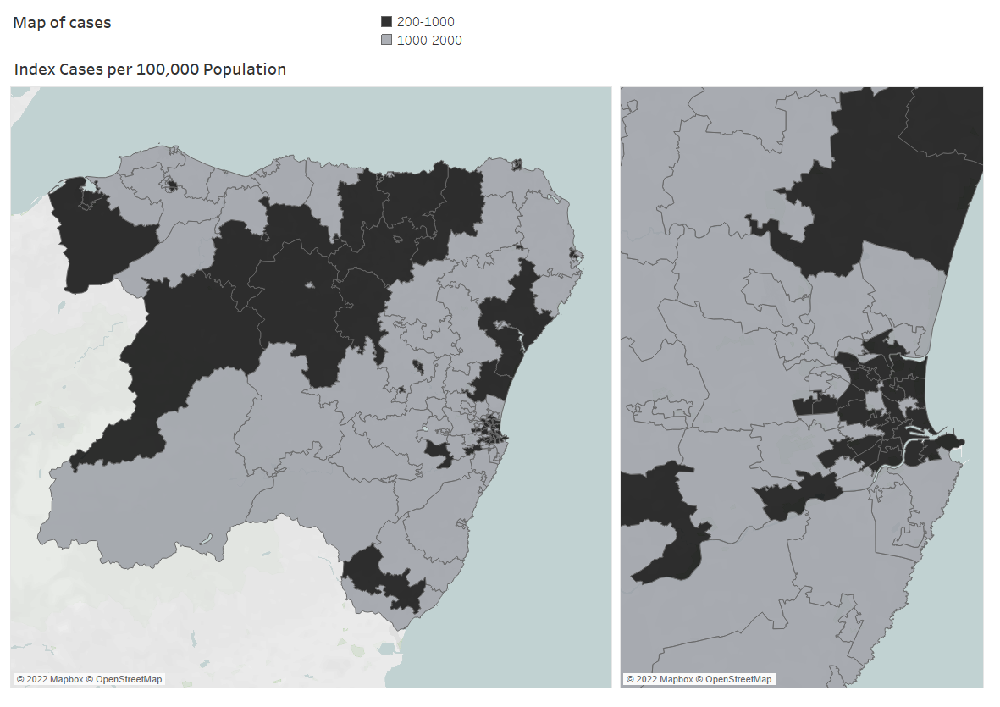 Map of cases
200-1000
1000-2000
Index Cases per 100,000 Population
© 2022 Mapbox © OpenStreetMap
© 2022 Mapbox © OpenStreetMap